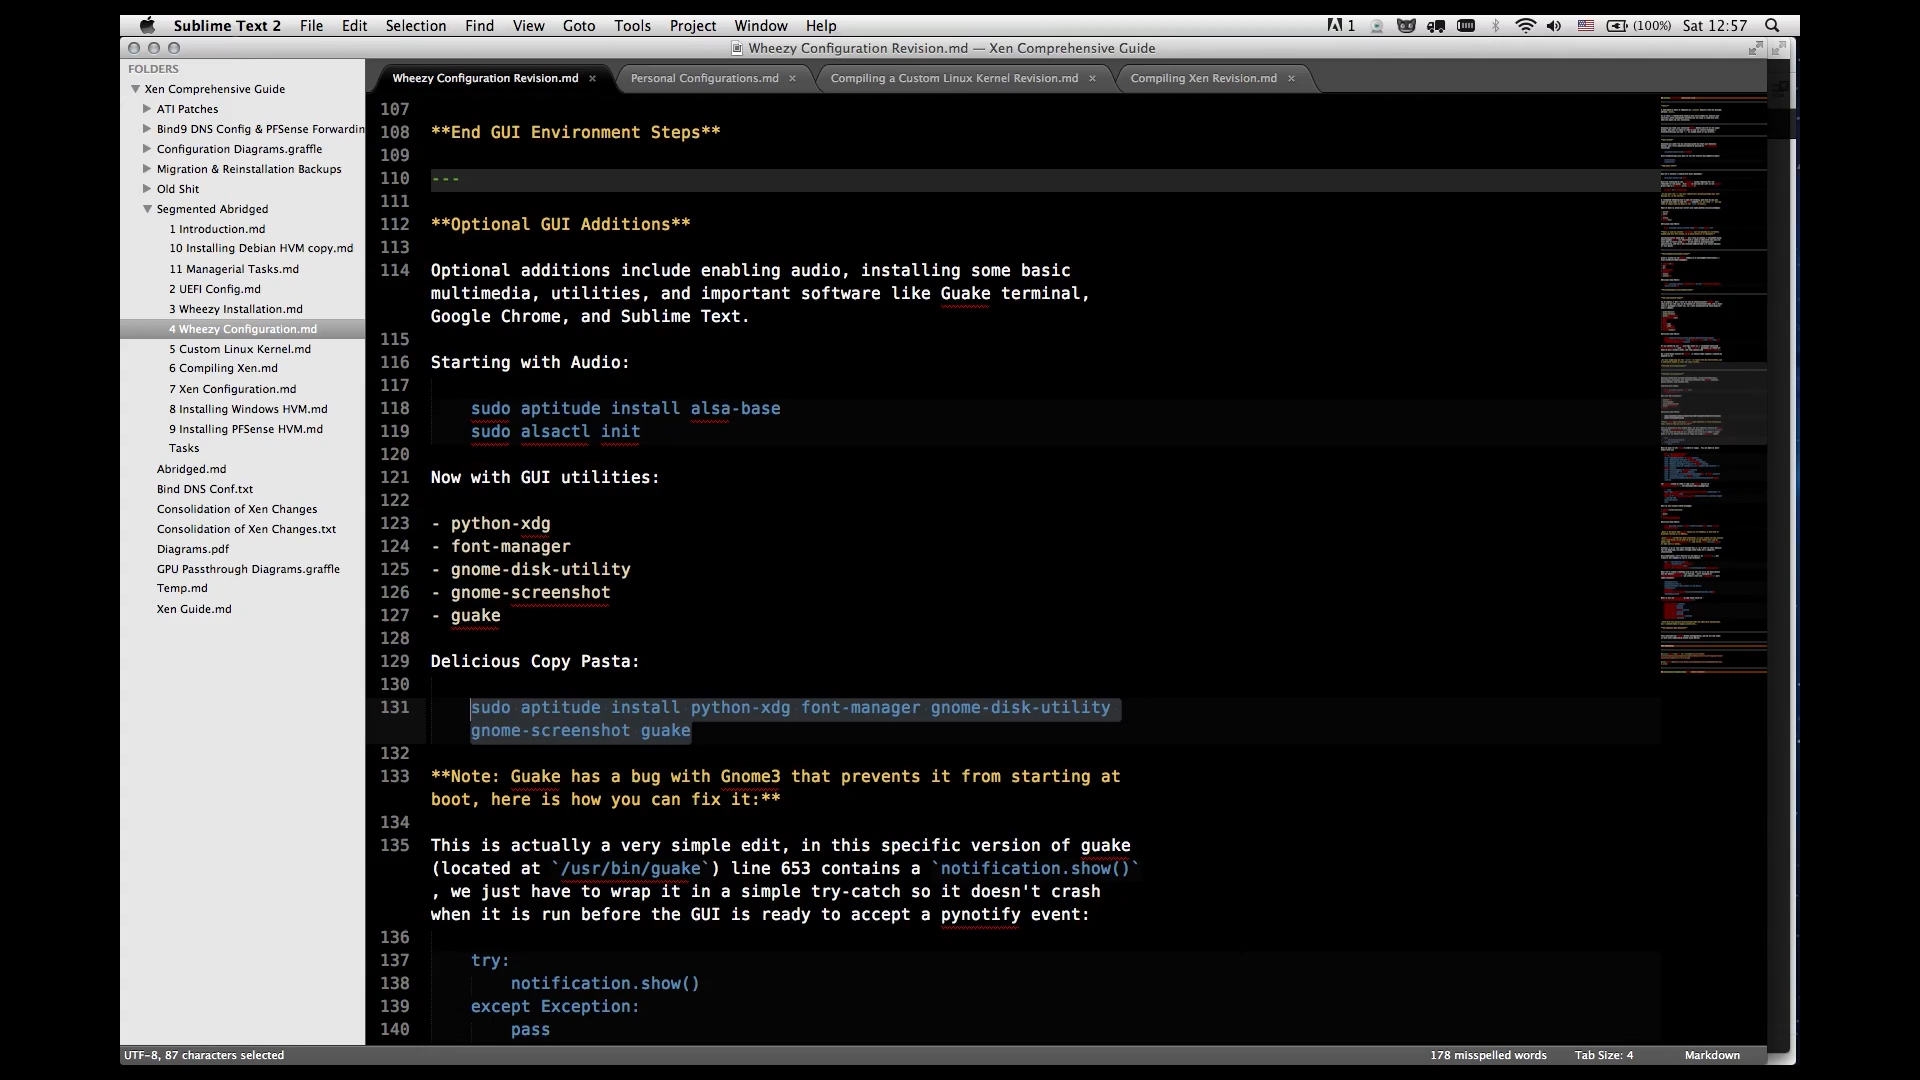 Sublime Text 2 File Edit Selection Find View Goto Tools Project Window Help 1 (100%) Sat 12:57
Wheezy Configuration Revision.md — Xen Comprehensive Guide
FOLDERS
Xen Comprehensive Guide
ATI Patches
Bind9 DNS Config & PFSense Forwardin
Configuration Diagrams.graffle
Migration & Reinstallation Backups
Old Shit
Segmented Abridged
1 Introduction.md
10 Installing Debian HVM copy.md
11 Managerial Tasks.md
2 UEFI Config.md
3 Wheezy Installation.md
4 Wheezy Configuration.md
5 Custom Linux Kernel.md
6 Compiling Xen.md
7 Xen Configuration.md
8 Installing Windows HVM.md
9 Installing PFSense HVM.md
Tasks
Abridged.md
Bind DNS Conf.txt
Consolidation of Xen Changes
Consolidation of Xen Changes.txt
Diagrams.pdf
GPU Passthrough Diagrams.graffle
Temp.md
Xen Guide.md
Wheezy Configuration Revision.md × Personal Configurations.md × Compiling a Custom Linux Kernel Revision.md × Compiling Xen Revision.md ×
107
108 **End GUI Environment Steps**
109
110 ---
111
112 **Optional GUI Additions**
113
114 Optional additions include enabling audio, installing some basic
multimedia, utilities, and important software like Guake terminal,
Google Chrome, and Sublime Text.
115
116 Starting with Audio:
117
118 sudo aptitude install alsa-base
119 sudo alsactl init
120
121 Now with GUI utilities:
122
123 - python-xdg
124 - font-manager
125 - gnome-disk-utility
126 - gnome-screenshot
127 - guake
128
129 Delicious Copy Pasta:
130
131 sudo aptitude install python-xdg font-manager gnome-disk-utility
gnome-screenshot guake
132
133 **Note: Guake has a bug with Gnome3 that prevents it from starting at
boot, here is how you can fix it:**
134
135 This is actually a very simple edit, in this specific version of guake
(located at `/usr/bin/guake`) line 653 contains a `notification.show()`
, we just have to wrap it in a simple try-catch so it doesn't crash
when it is run before the GUI is ready to accept a pynotify event:
136
137 try:
138 notification.show()
139 except Exception:
140 pass
UTF-8, 87 characters selected 178 misspelled words Tab Size: 4 Markdown